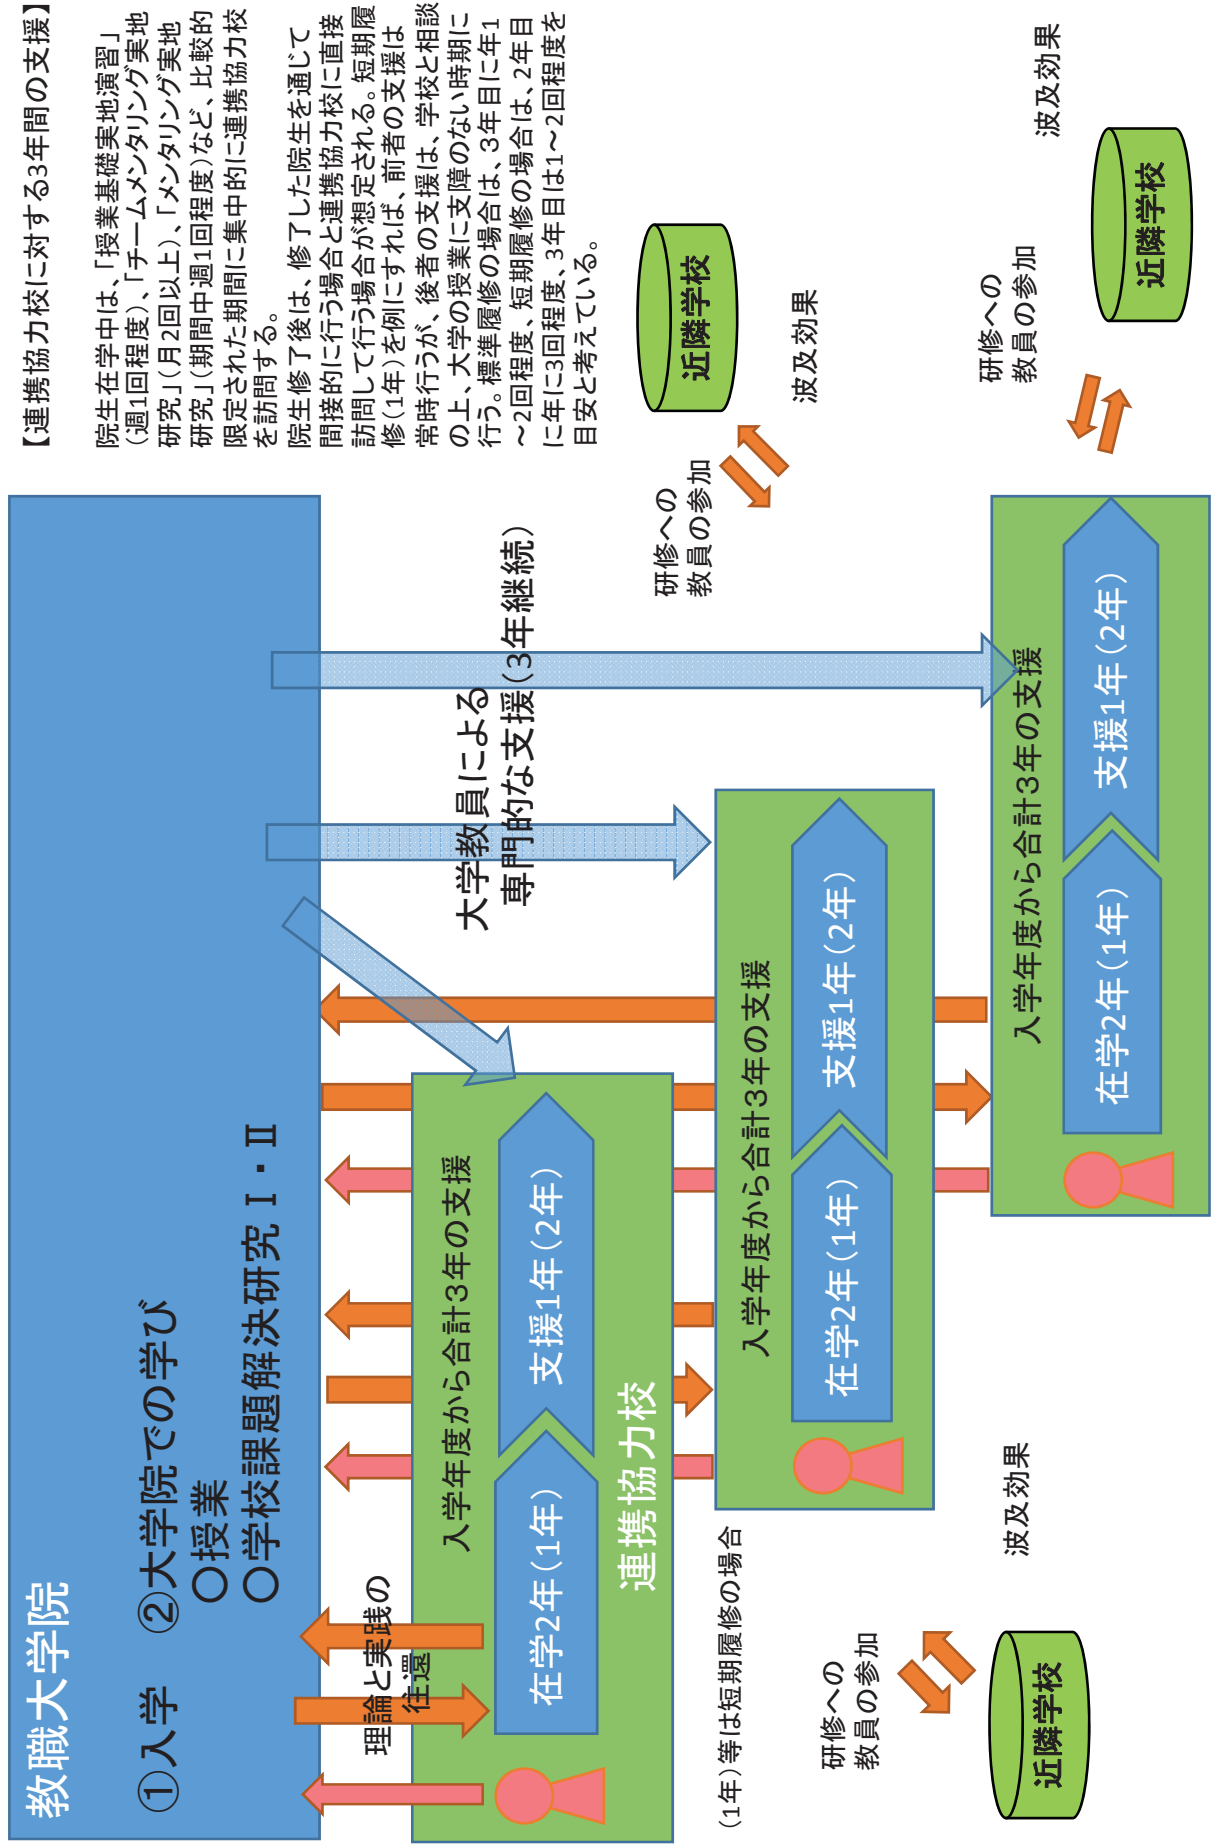 教職大学院
①入学　②大学院での学び
○授業
○学校課題解決研究Ⅰ・Ⅱ
【連携協力校に対する3年間の支援】
院生在学中は、「授業基礎実地演習」
（週1回程度）、「チームメンタリング実地
研究」（月2回以上）、「メンタリング実地
研究」（期間中週1回程度）など、比較的
限定された期間に集中的に連携協力校
を訪問する。
院生修了後は、修了した院生を通じて
間接的に行う場合と連携協力校に直接
訪問して行う場合が想定される。短期履
修（1年）を例にすれば、前者の支援は
常時行うが、後者の支援は、学校と相談
の上、大学の授業に支障のない時期に
行う。標準履修の場合は、3年目に年1
～2回程度、短期履修の場合は、2年目
に年に3回程度、3年目は1～2回程度を
目安と考えている。
理論と実践の
往還
大学教員による
専門的な支援（3年継続）
入学年度から合計3年の支援
在学2年（1年）
支援1年（2年）
連携協力校
入学年度から合計3年の支援
在学2年（1年）
支援1年（2年）
入学年度から合計3年の支援
在学2年（1年）
支援1年（2年）
（1年）等は短期履修の場合
研修への
教員の参加
近隣学校
波及効果
研修への
教員の参加
近隣学校
波及効果
研修への
教員の参加
近隣学校
波及効果